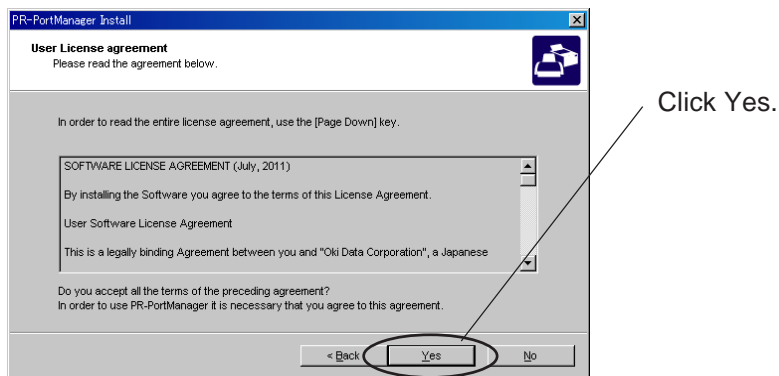 PR-PortManager Install
User License agreement
Please read the agreement below.
Click Yes.
In order to read the entire license agreement, use the [Page Down] key.
SOFTWARE LICENSE AGREEMENT (July, 2011)
By installing the Software you agree to the terms of this License Agreement.
User Software License Agreement
This is a legally binding Agreement between you and "Oki Data Corporation", a Japanese
Do you accept all the terms of the preceding agreement?
In order to use PR-PortManager it is necessary that you agree to this agreement.
< Back
Yes
No